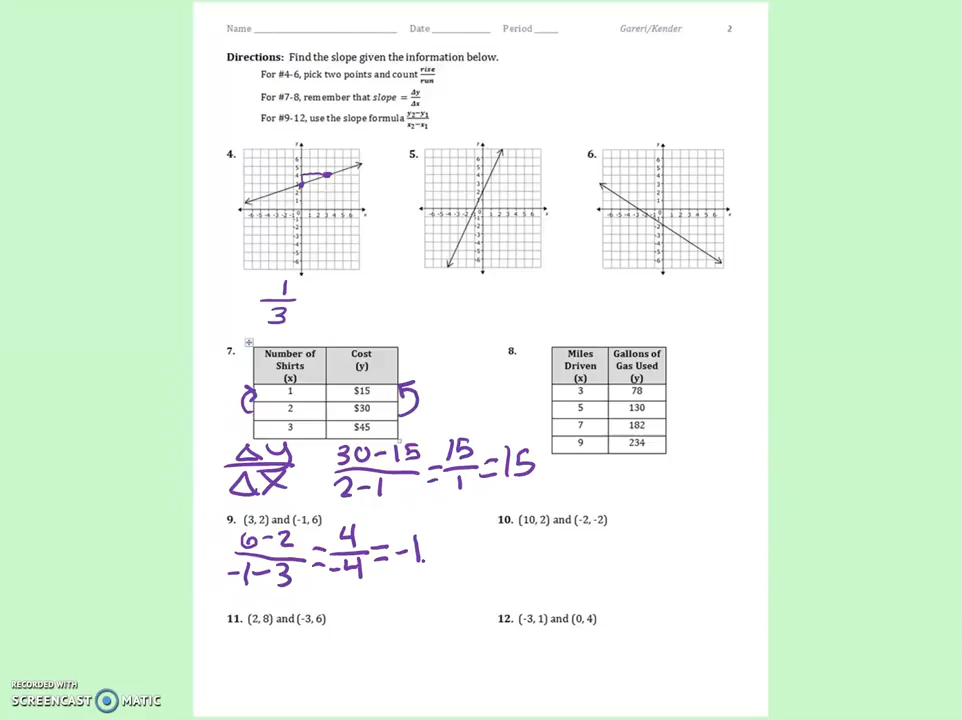 Name ____________ Date ____________ Period _____ Gareri/Kender 2
Directions: Find the slope given the information below.
For #4-6, pick two points and count rise/run
For #7-8, remember that slope = Δy/Δx
For #9-12, use the slope formula y₂−y₁/x₂−x₁
4. 5. 6.
1/3
7. 8.
Number of Shirts (x) Cost (y)
1 $15
2 $30
3 $45
Miles Driven (x) Gallons of Gas Used (y)
3 78
5 130
7 182
9 234
Δy/Δx 30-15/2-1 = 15/1 = 15
9. (3, 2) and (-1, 6) 10. (10, 2) and (-2, -2)
6-2/-1-3 = 4/-4 = -1.
11. (2, 8) and (-3, 6) 12. (-3, 1) and (0, 4)
RECORDED WITH
SCREENCAST MATIC